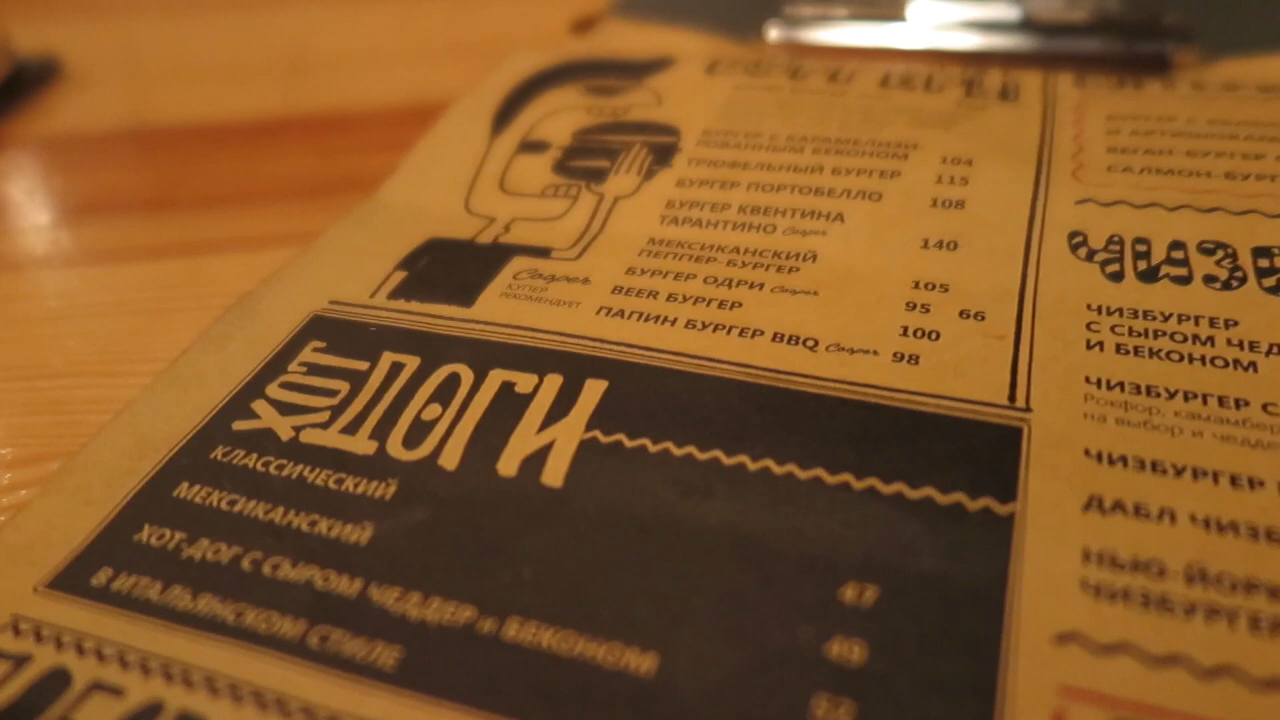 БУРГЕР С КАРАМЕЛИЗИ-
РОВАННЫМ БЕКОНОМ 104
ТРЮФЕЛЬНЫЙ БУРГЕР 115
БУРГЕР ПОРТОБЕЛЛО 108
БУРГЕР КВЕНТИНА
ТАРАНТИНО Cooper 140
МЕКСИКАНСКИЙ
ПЕППЕР-БУРГЕР 105
БУРГЕР ОДРИ Cooper 95 66
BEER БУРГЕР 100
ПАПИН БУРГЕР BBQ Cooper 98
Cooper
КУПЕР
РЕКОМЕНДУЕТ
ХОТ
ДОГИ
КЛАССИЧЕСКИЙ 47
МЕКСИКАНСКИЙ 49
ХОТ-ДОГ С СЫРОМ ЧЕДДЕР и БЕКОНОМ
В ИТАЛЬЯНСКОМ СТИЛЕ
ВЕГАН-БУРГЕР
САЛМОН-БУРГ
ЧИЗБ
ЧИЗБУРГЕР
С СЫРОМ ЧЕД
И БЕКОНОМ
ЧИЗБУРГЕР С
Рокфор, камамбер
на выбор и чедде
ЧИЗБУРГЕР
ДАБЛ ЧИЗБ
НЬЮ-ЙОРК
ЧИЗБУРГЕР